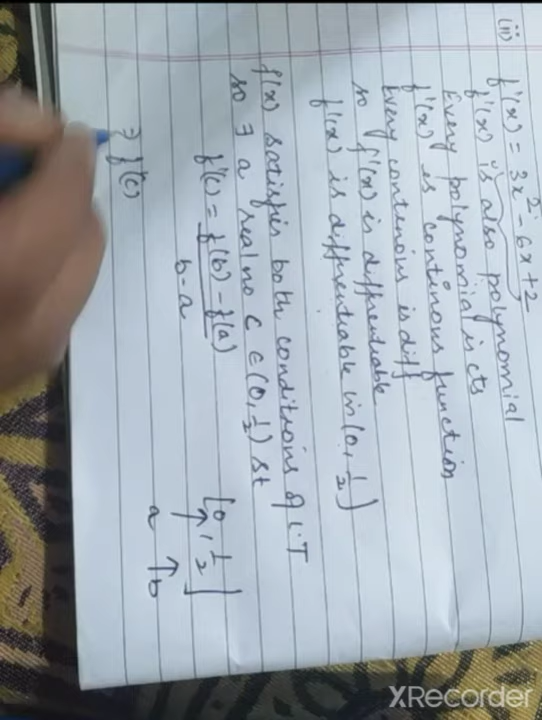 (ii) f'(x) = 3x² - 6x + 2
f'(x) is also polynomial
Every polynomial is cts
f'(x) is continous function
Every continous is diff
so f'(x) is differentiable
f'(x) is differentiable in (0, 1/2)
f(x) satisfies both conditions of L.T
so ∃ a real no C ∈ (0, 1/2) st
f'(c) = f(b) - f(a) / b - a
[0, 1/2]
a b
⇒ f'(c)
XRecorder